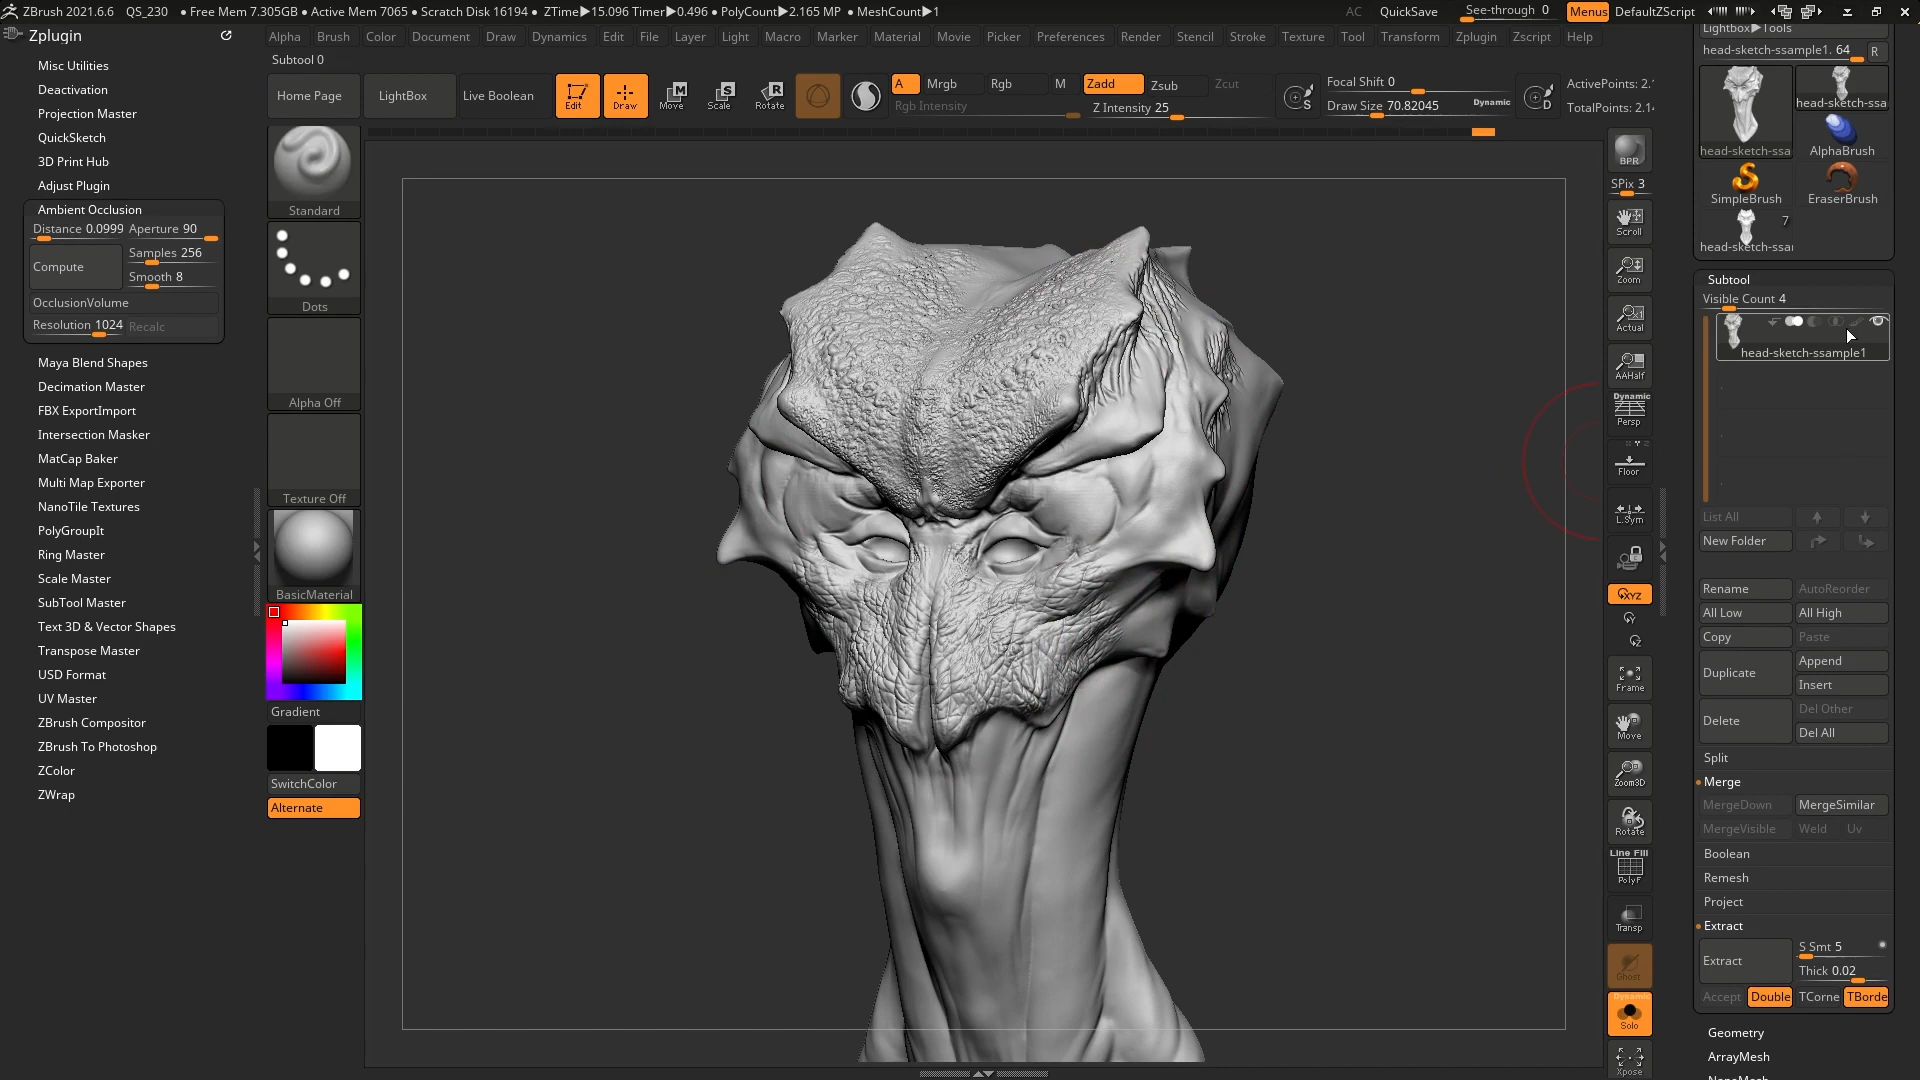 ZBrush 2021.6.6 QS_230 ● Free Mem 7.305GB ● Active Mem 7065 ● Scratch Disk 16194 ● ZTime▶15.096 Timer▶0.496 ● PolyCount▶2.165 MP ● MeshCount▶1 AC QuickSave See-through 0 Menus DefaultZScript
Zplugin
Alpha Brush Color Document Draw Dynamics Edit File Layer Light Macro Marker Material Movie Picker Preferences Render Stencil Stroke Texture Tool Transform Zplugin Zscript Help
Subtool 0
Misc Utilities
Deactivation
Projection Master
QuickSketch
3D Print Hub
Adjust Plugin
Ambient Occlusion
Distance 0.0999 Aperture 90
Compute
Samples 256
Smooth 8
OcclusionVolume
Resolution 1024 Recalc
Maya Blend Shapes
Decimation Master
FBX ExportImport
Intersection Masker
MatCap Baker
Multi Map Exporter
NanoTile Textures
PolyGroupIt
Ring Master
Scale Master
SubTool Master
Text 3D & Vector Shapes
Transpose Master
USD Format
UV Master
ZBrush Compositor
ZBrush To Photoshop
ZColor
ZWrap
Home Page LightBox Live Boolean
Edit Draw Move Scale Rotate
M S R
A Mrgb Rgb M Zadd Zsub Zcut
Rgb Intensity Z Intensity 25
S Focal Shift 0
Draw Size 70.82045 Dynamic
D ActivePoints: 2.
TotalPoints: 2.1
Standard
Dots
Alpha Off
Texture Off
BasicMaterial
Gradient
SwitchColor
Alternate
BPR
SPix 3
Scroll
Zoom
Actual
AAHalf
Dynamic
Persp
Floor
L.Sym
XYZ
Frame
Move
Zoom3D
Rotate
Line Fill
PolyF
Transp
Ghost
Dynamic
Solo
Xpose
Lightbox▶Tools
head-sketch-ssample1. 64 R
head-sketch-ssa
head-sketch-ssa
AlphaBrush
SimpleBrush EraserBrush
7
head-sketch-ssar
Subtool
Visible Count 4
head-sketch-ssample1
List All
New Folder
Rename AutoReorder
All Low All High
Copy Paste
Duplicate Append
Insert
Delete Del Other
Del All
Split
Merge
MergeDown MergeSimilar
MergeVisible Weld Uv
Boolean
Remesh
Project
Extract
Extract S Smt 5
Thick 0.02
Accept Double TCorne TBorde
Geometry
ArrayMesh